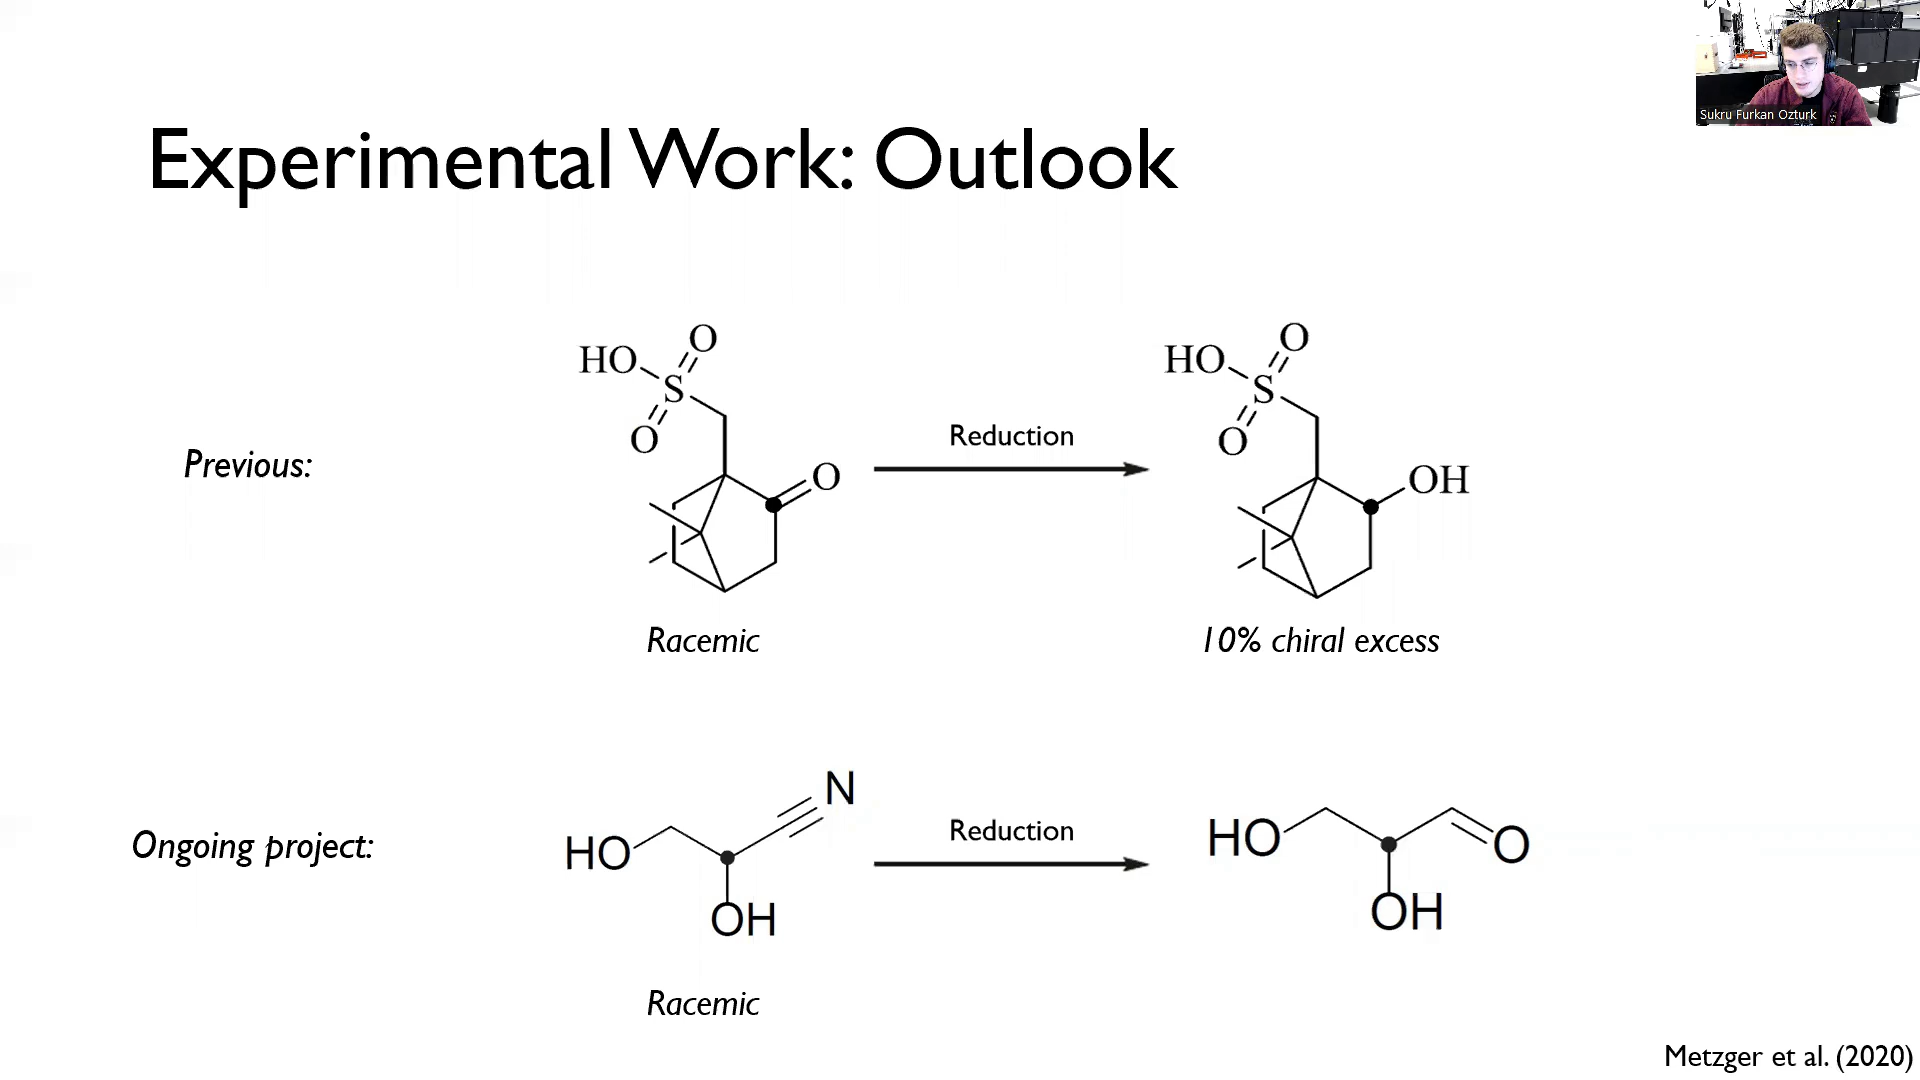 Sukru Furkan Ozturk
Experimental Work: Outlook
Previous:
HO
S
O
O
O
Racemic
Reduction
HO
S
O
O
OH
10% chiral excess
Ongoing project:
HO
N
OH
Racemic
Reduction
HO
O
OH
Metzger et al. (2020)